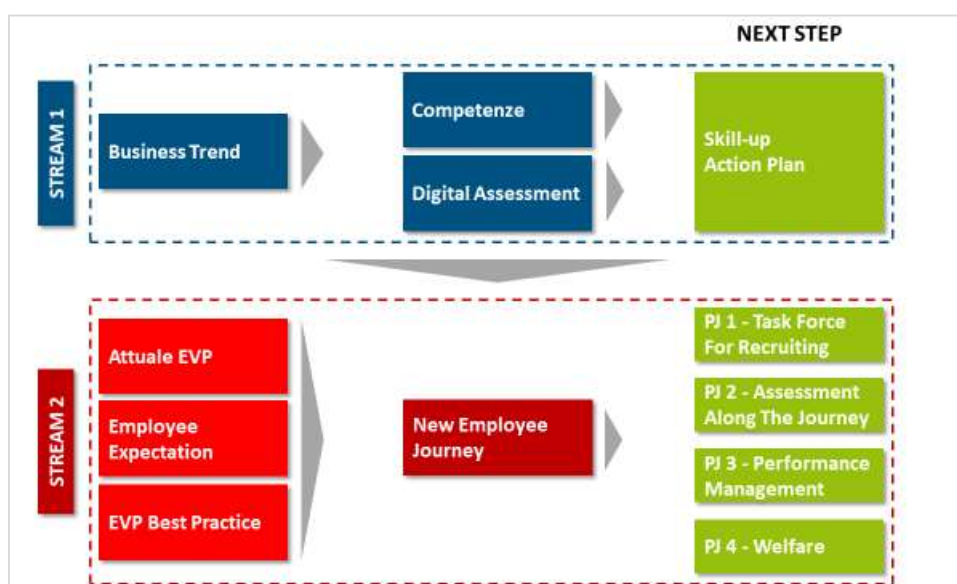 NEXT STEP
STREAM 1
Business Trend
Competenze
Digital Assessment
Skill-up
Action Plan
STREAM 2
Attuale EVP
Employee
Expectation
EVP Best Practice
New Employee
Journey
PJ 1 - Task Force
For Recruiting
PJ 2 - Assessment
Along The Journey
PJ 3 - Performance
Management
PJ 4 - Welfare